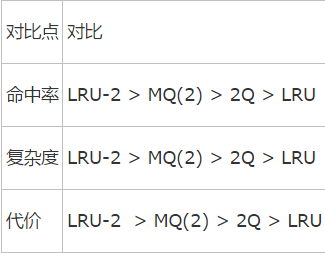 对比点 对比
命中率 LRU-2 > MQ(2) > 2Q > LRU
复杂度 LRU-2 > MQ(2) > 2Q > LRU
代价 LRU-2 > MQ(2) > 2Q > LRU